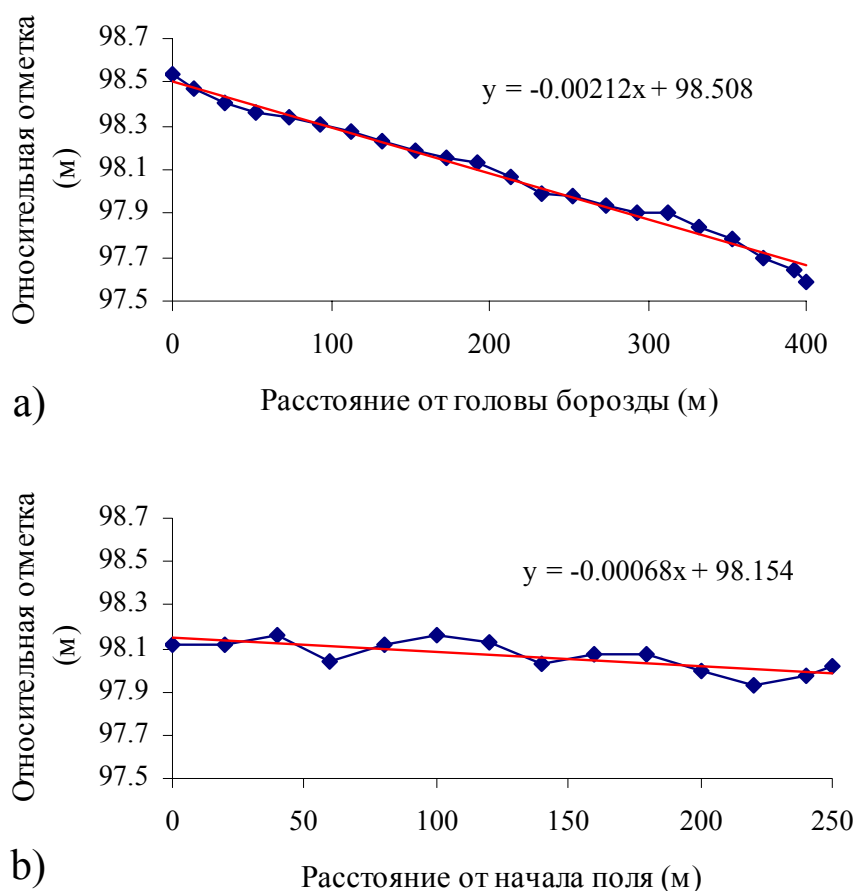 Относительная отметка
(м)
98.7
98.5
98.3
98.1
97.9
97.7
97.5
y = -0.00212x + 98.508
0 100 200 300 400
a) Расстояние от головы борозды (м)
Относительная отметка
(м)
98.7
98.5
98.3
98.1
97.9
97.7
97.5
y = -0.00068x + 98.154
0 50 100 150 200 250
b) Расстояние от начала поля (м)